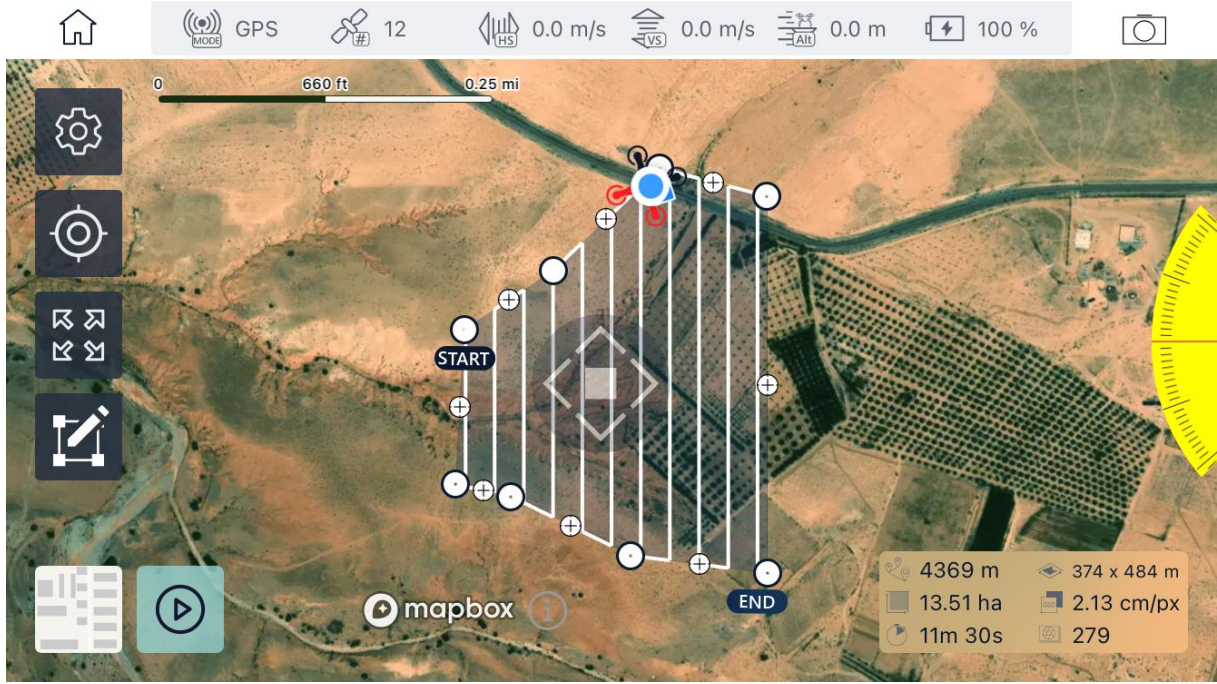 MODE GPS # 12 HS 0.0 m/s VS 0.0 m/s Alt 0.0 m 100 %
0 660 ft 0.25 mi
START
END
mapbox i
4369 m 374 x 484 m
13.51 ha GSD 2.13 cm/px
11m 30s 279